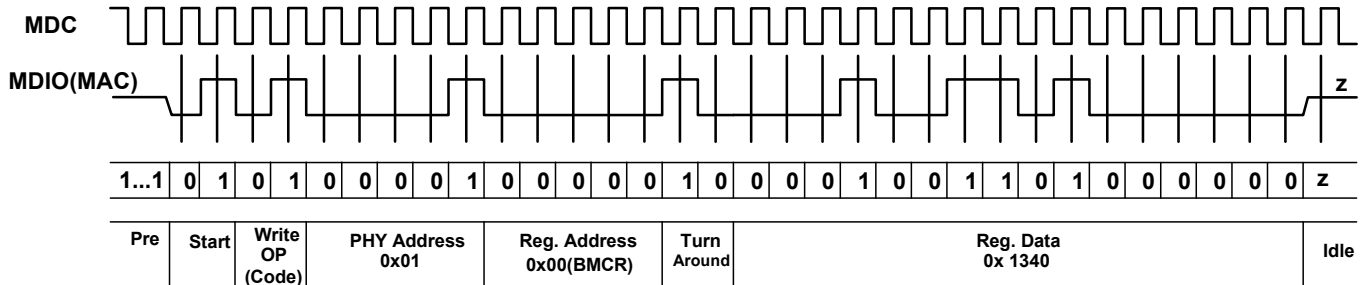 MDC
MDIO(MAC)
z
1...1 0 1 0 1 0 0 0 0 1 0 0 0 0 0 1 0 0 0 0 1 0 0 1 1 0 1 0 0 0 0 0 0 z
Pre Start Write OP (Code) PHY Address 0x01 Reg. Address 0x00(BMCR) Turn Around Reg. Data 0x 1340 Idle